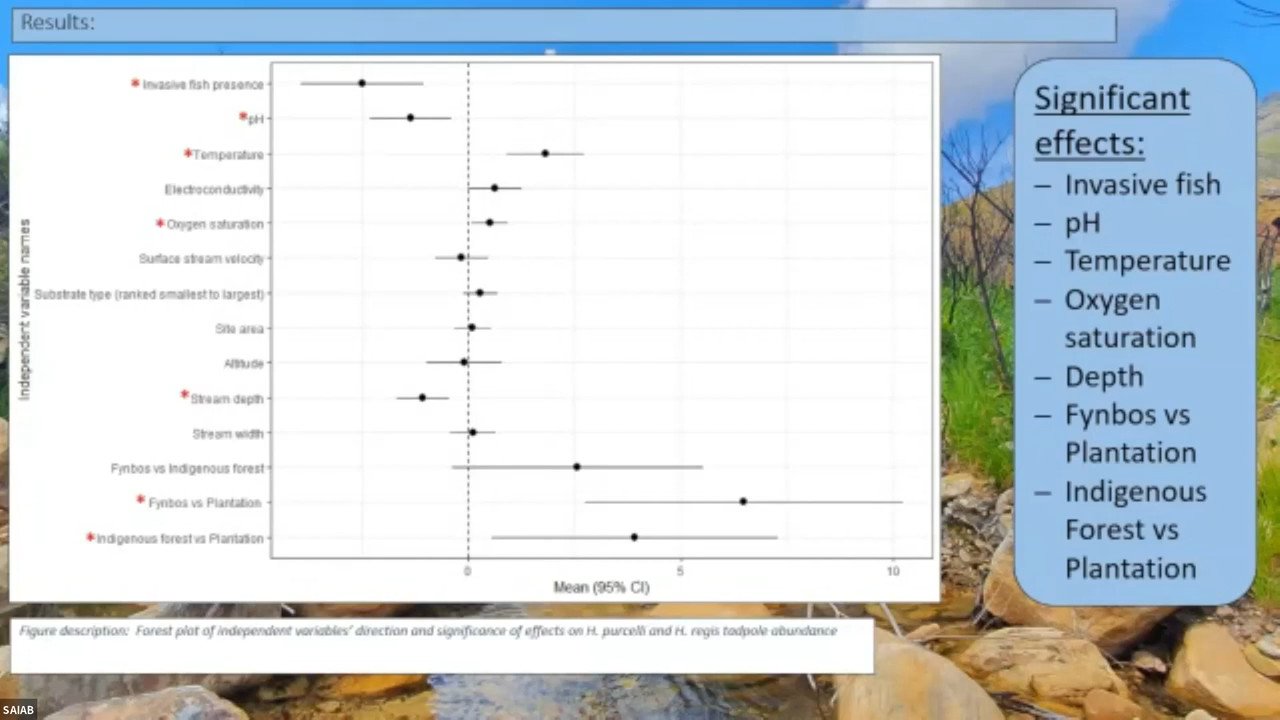 Results:
* Invasive fish presence
* pH
* Temperature
Electroconductivity
* Oxygen saturation
Surface stream velocity
Substrate type (ranked smallest to largest)
Site area
Altitude
* Stream depth
Stream width
Fynbos vs Indigenous forest
* Fynbos vs Plantation
* Indigenous forest vs Plantation
Independent variable names
0 5 10
Mean (95% CI)
Significant
effects:
– Invasive fish
– pH
– Temperature
– Oxygen
saturation
– Depth
– Fynbos vs
Plantation
– Indigenous
Forest vs
Plantation
Figure description: Forest plot of independent variables' direction and significance of effects on H. purcelli and H. regis tadpole abundance
SAIAB